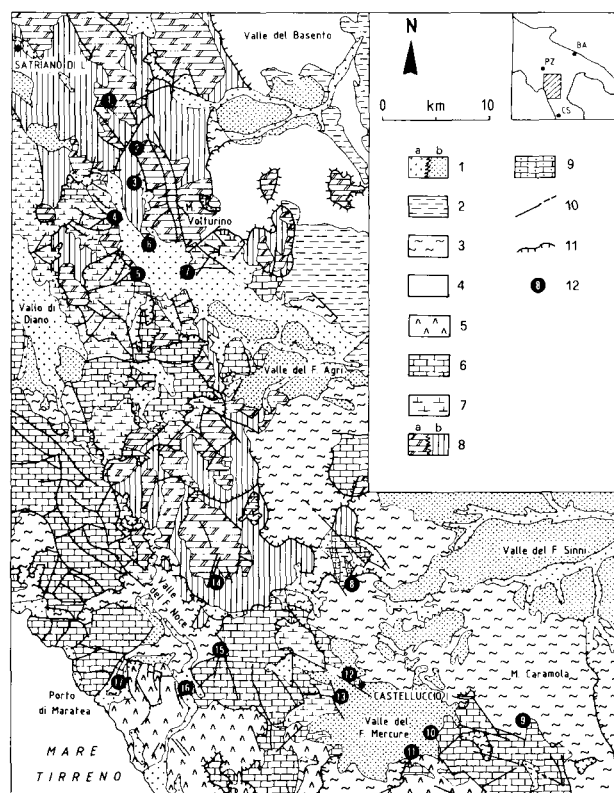 Valle del Basento
SATRIANO DI L.
1
2
3
4
Volturino
6
5
7
Vallo di
Diano
Valle del F. Agri
Valle del F. Sinni
14
8
Valle
del F. Noce
15
M. Caramola
12
CASTELLUCCIO
17
16
13
Porto
di Maratea
Valle del
F. Mercure
9
10
11
MARE
TIRRENO
N
0 km 10
BA
PZ
CS
a b
1
2
3
4
5
6
7
a b
8
9
10
11
8 12